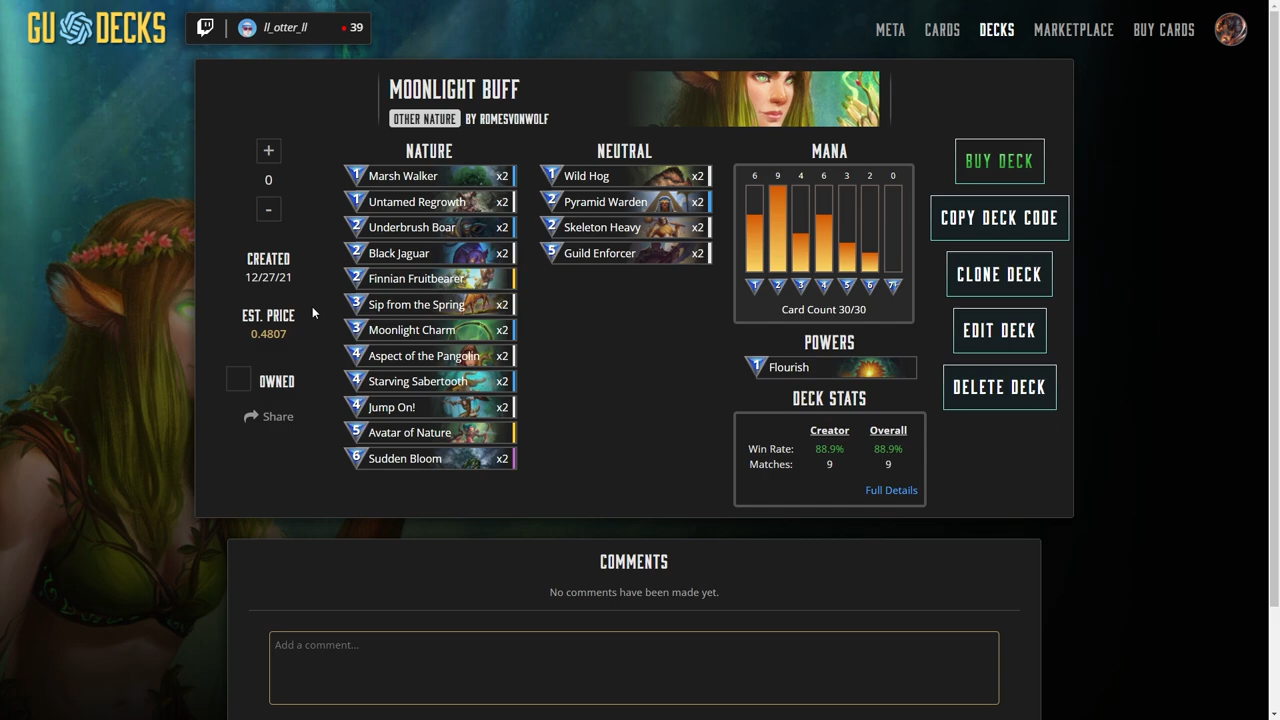 GU DECKS
ll_otter_ll 39
META CARDS DECKS MARKETPLACE BUY CARDS
MOONLIGHT BUFF
OTHER NATURE BY ROMESVONWOLF
+
0
-
CREATED
12/27/21
EST. PRICE
0.4807
OWNED
Share
NATURE
1 Marsh Walker x2
1 Untamed Regrowth x2
2 Underbrush Boar x2
2 Black Jaguar x2
2 Finnian Fruitbearer
3 Sip from the Spring x2
3 Moonlight Charm x2
4 Aspect of the Pangolin x2
4 Starving Sabertooth x2
4 Jump On! x2
5 Avatar of Nature
6 Sudden Bloom x2
NEUTRAL
1 Wild Hog x2
2 Pyramid Warden x2
2 Skeleton Heavy x2
5 Guild Enforcer x2
MANA
6 9 4 6 3 2 0
1 2 3 4 5 6 7+
Card Count 30/30
POWERS
1 Flourish
DECK STATS
Creator Overall
Win Rate: 88.9% 88.9%
Matches: 9 9
Full Details
BUY DECK
COPY DECK CODE
CLONE DECK
EDIT DECK
DELETE DECK
COMMENTS
No comments have been made yet.
Add a comment...